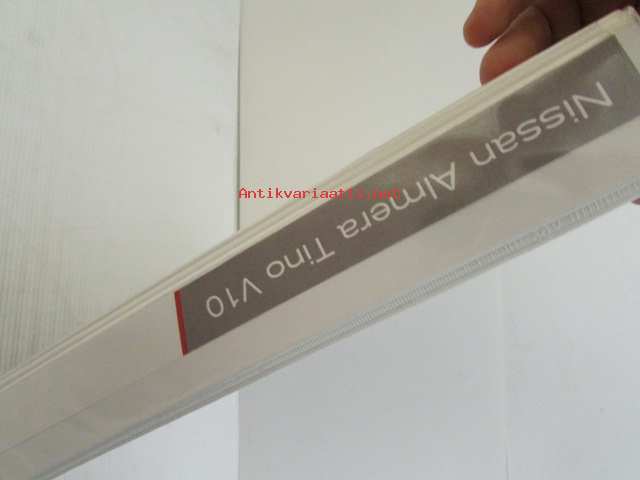 Nissan Almera Tino V10
Antikvariaatti.net